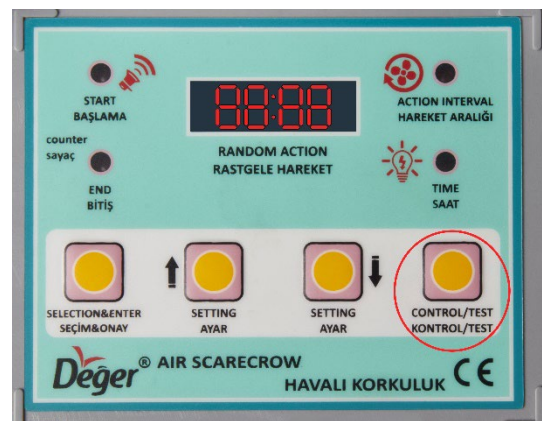 START
BAŞLAMA
88:88
ACTION INTERVAL
HAREKET ARALIĞI
counter
sayaç
END
BİTİŞ
RANDOM ACTION
RASTGELE HAREKET
TIME
SAAT
SELECTION&ENTER
SEÇİM&ONAY
SETTING
AYAR
SETTING
AYAR
CONTROL/TEST
KONTROL/TEST
Değer® AIR SCARECROW
HAVALI KORKULUK CE